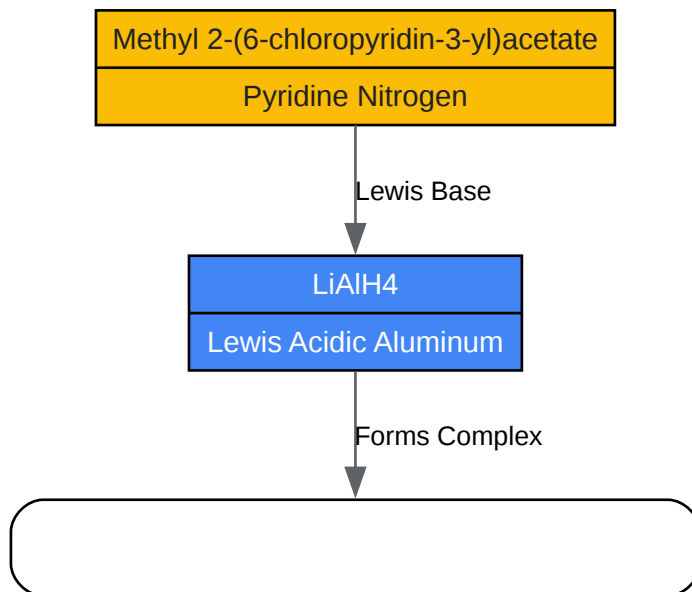 Methyl 2-(6-chloropyridin-3-yl)acetate
Pyridine Nitrogen
Lewis Base
LiAlH4
Lewis Acidic Aluminum
Forms Complex